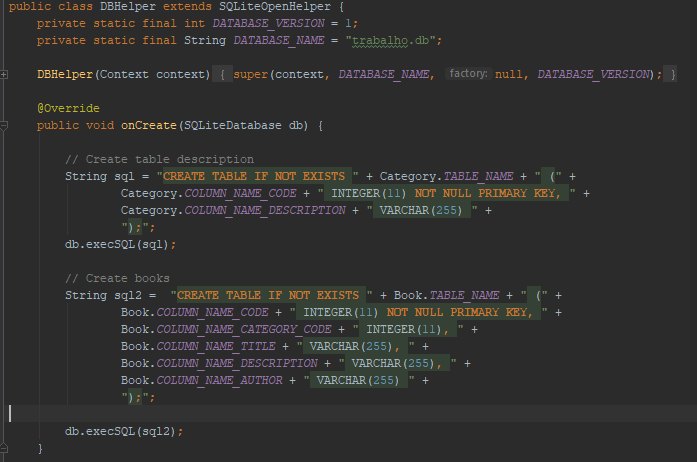 public class DBHelper extends SQLiteOpenHelper {
    private static final int DATABASE_VERSION = 1;
    private static final String DATABASE_NAME = "trabalho.db";
    DBHelper(Context context) { super(context, DATABASE_NAME, factory: null, DATABASE_VERSION); }
    @Override
    public void onCreate(SQLiteDatabase db) {
        // Create table description
        String sql = "CREATE TABLE IF NOT EXISTS " + Category.TABLE_NAME + " (" +
                Category.COLUMN_NAME_CODE + " INTEGER(11) NOT NULL PRIMARY KEY, " +
                Category.COLUMN_NAME_DESCRIPTION + " VARCHAR(255) " +
                ");";
        db.execSQL(sql);
        // Create books
        String sql2 =  "CREATE TABLE IF NOT EXISTS " + Book.TABLE_NAME + " (" +
                Book.COLUMN_NAME_CODE + " INTEGER(11) NOT NULL PRIMARY KEY, " +
                Book.COLUMN_NAME_CATEGORY_CODE + " INTEGER(11), " +
                Book.COLUMN_NAME_TITLE + " VARCHAR(255), " +
                Book.COLUMN_NAME_DESCRIPTION + " VARCHAR(255), " +
                Book.COLUMN_NAME_AUTHOR + " VARCHAR(255) " +
                ");";
        db.execSQL(sql2);
    }